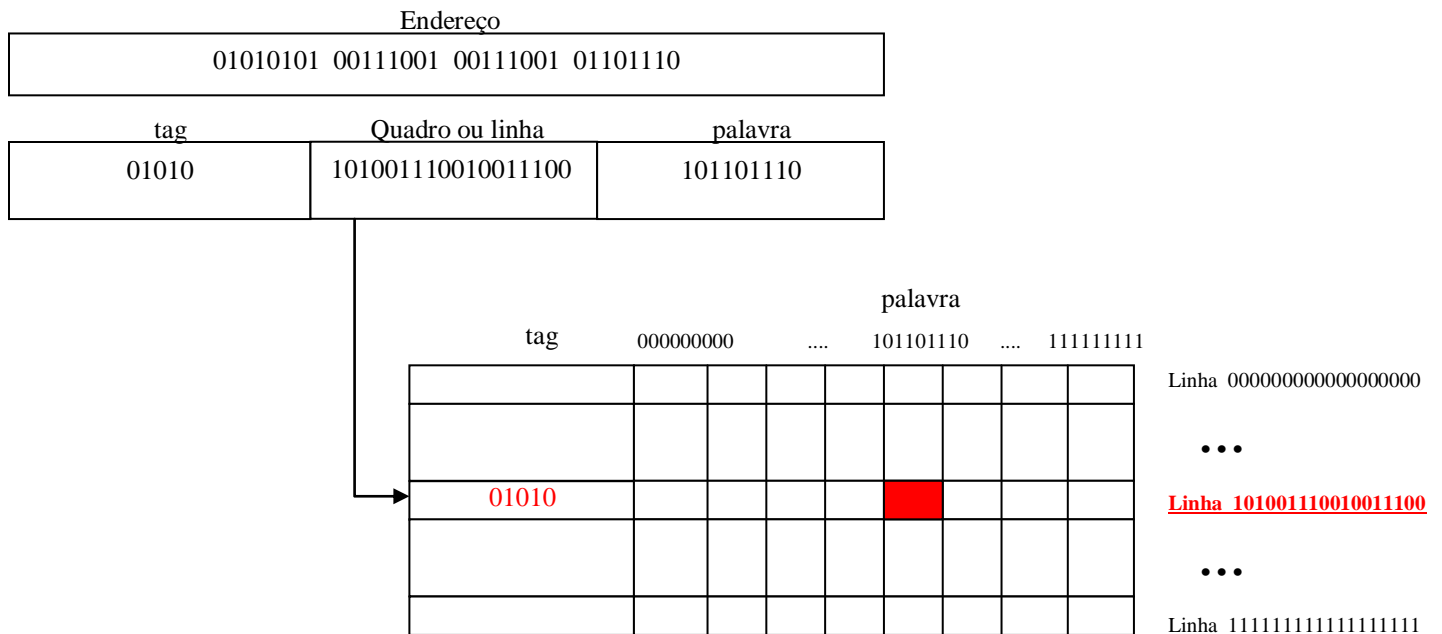 Endereço
01010101 00111001 00111001 01101110
tag Quadro ou linha palavra
01010 101001110010011100 101101110
palavra
tag 000000000 .... 101101110 .... 111111111
Linha 000000000000000000
...
01010 Linha 101001110010011100
...
Linha 111111111111111111